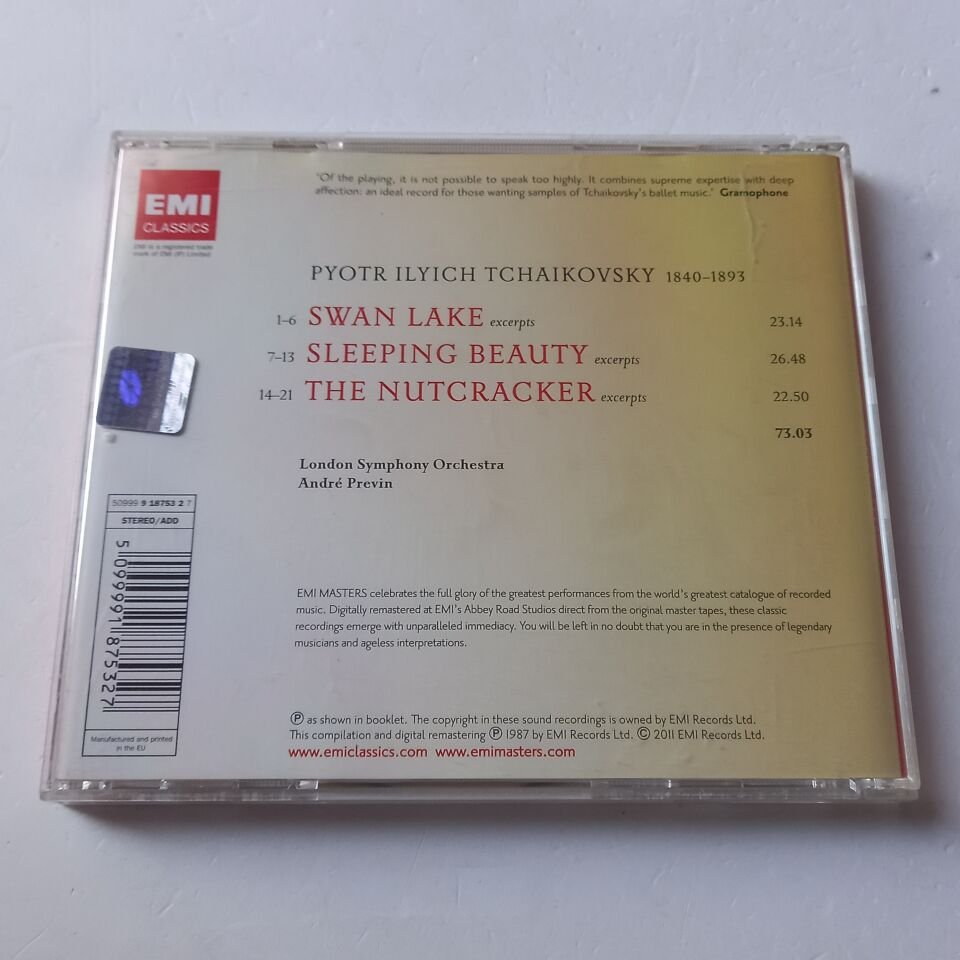 'Of the playing, it is not possible to speak too highly. It combines supreme expertise with deep
affection: an ideal record for those wanting samples of Tchaikovsky's ballet music.' Gramophone
EMI
CLASSICS
EMI is a registered trade
mark of EMI (IP) Limited
PYOTR ILYICH TCHAIKOVSKY 1840–1893
1–6 SWAN LAKE excerpts 23.14
7–13 SLEEPING BEAUTY excerpts 26.48
14–21 THE NUTCRACKER excerpts 22.50
73.03
London Symphony Orchestra
André Previn
50999 9 18753 2 7
STEREO/ADD
5 099991 875327
Manufactured and printed
in the EU
EMI MASTERS celebrates the full glory of the greatest performances from the world's greatest catalogue of recorded
music. Digitally remastered at EMI's Abbey Road Studios direct from the original master tapes, these classic
recordings emerge with unparalleled immediacy. You will be left in no doubt that you are in the presence of legendary
musicians and ageless interpretations.
Ⓟ as shown in booklet. The copyright in these sound recordings is owned by EMI Records Ltd.
This compilation and digital remastering Ⓟ 1987 by EMI Records Ltd. © 2011 EMI Records Ltd.
www.emiclassics.com www.emimasters.com